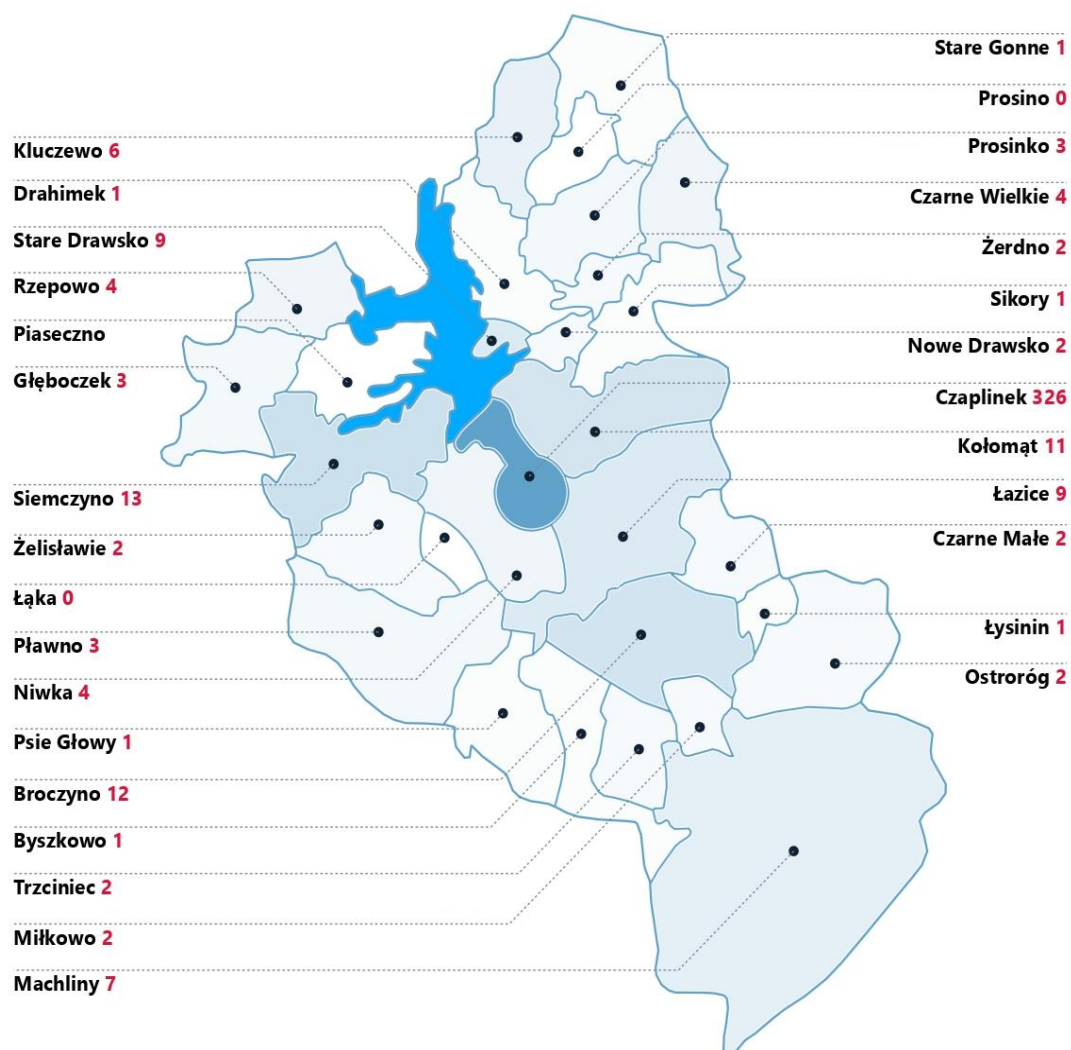 Kluczewo 6
Drahimek 1
Stare Drawsko 9
Rzepowo 4
Piaseczno
Głęboczek 3
Siemczyno 13
Żelisławie 2
Łąka 0
Pławno 3
Niwka 4
Psie Głowy 1
Broczyno 12
Byszkowo 1
Trzciniec 2
Miłkowo 2
Machliny 7
Stare Gonne 1
Prosino 0
Prosinko 3
Czarne Wielkie 4
Żerdno 2
Sikory 1
Nowe Drawsko 2
Czaplinek 326
Kołomąt 11
Łazice 9
Czarne Małe 2
Łysinin 1
Ostroróg 2